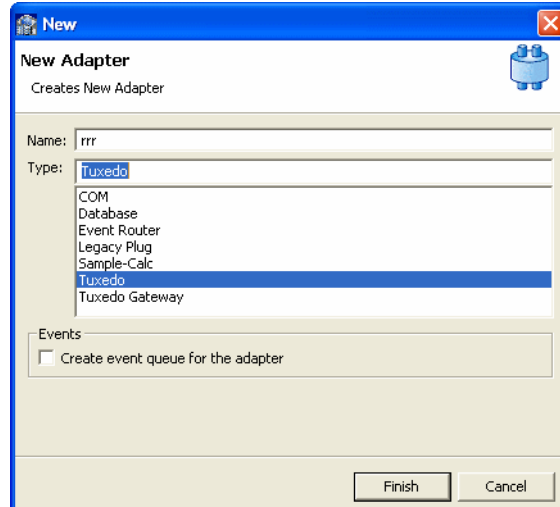 New
New Adapter
Creates New Adapter
Name: rrr
Type: Tuxedo
COM
Database
Event Router
Legacy Plug
Sample-Calc
Tuxedo
Tuxedo Gateway
Events
Create event queue for the adapter
Finish Cancel